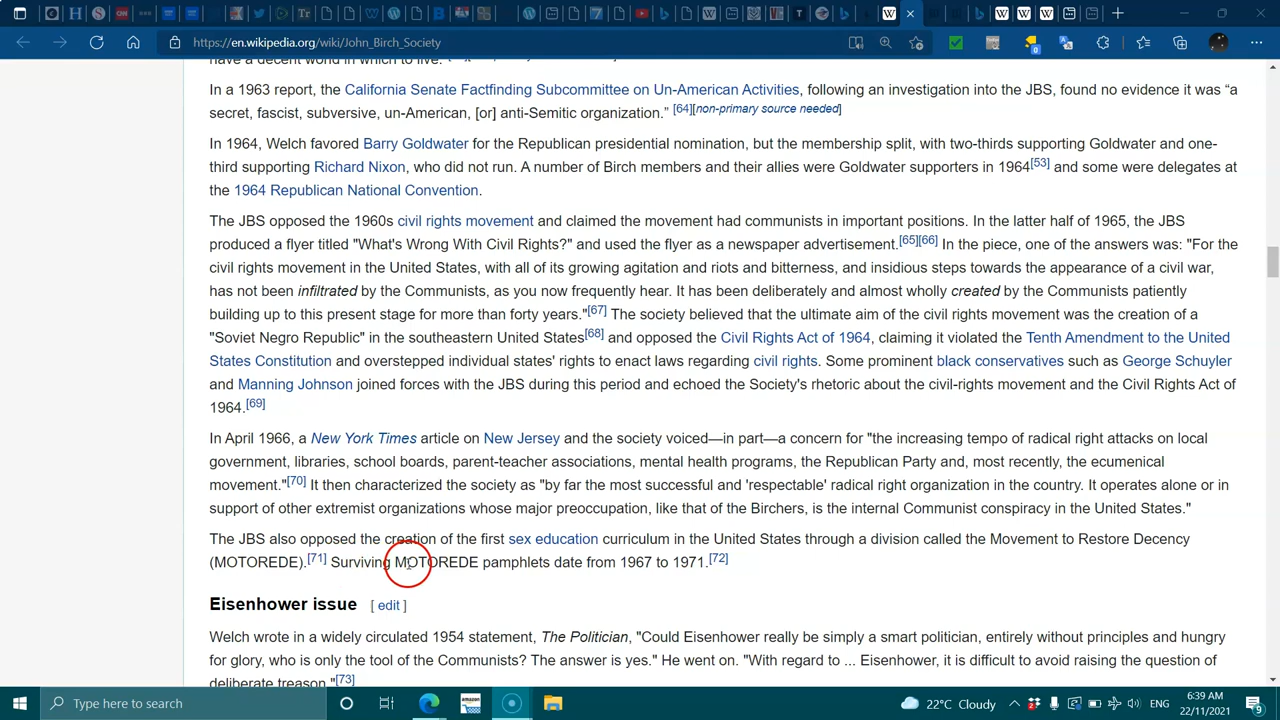 https://en.wikipedia.org/wiki/John_Birch_Society
have a decent world in which to live.
In a 1963 report, the California Senate Factfinding Subcommittee on Un-American Activities, following an investigation into the JBS, found no evidence it was “a
secret, fascist, subversive, un-American, [or] anti-Semitic organization.” [64][non-primary source needed]
In 1964, Welch favored Barry Goldwater for the Republican presidential nomination, but the membership split, with two-thirds supporting Goldwater and one-
third supporting Richard Nixon, who did not run. A number of Birch members and their allies were Goldwater supporters in 1964[53] and some were delegates at
the 1964 Republican National Convention.
The JBS opposed the 1960s civil rights movement and claimed the movement had communists in important positions. In the latter half of 1965, the JBS
produced a flyer titled "What's Wrong With Civil Rights?" and used the flyer as a newspaper advertisement.[65][66] In the piece, one of the answers was: "For the
civil rights movement in the United States, with all of its growing agitation and riots and bitterness, and insidious steps towards the appearance of a civil war,
has not been infiltrated by the Communists, as you now frequently hear. It has been deliberately and almost wholly created by the Communists patiently
building up to this present stage for more than forty years."[67] The society believed that the ultimate aim of the civil rights movement was the creation of a
"Soviet Negro Republic" in the southeastern United States[68] and opposed the Civil Rights Act of 1964, claiming it violated the Tenth Amendment to the United
States Constitution and overstepped individual states' rights to enact laws regarding civil rights. Some prominent black conservatives such as George Schuyler
and Manning Johnson joined forces with the JBS during this period and echoed the Society's rhetoric about the civil-rights movement and the Civil Rights Act of
1964.[69]
In April 1966, a New York Times article on New Jersey and the society voiced—in part—a concern for "the increasing tempo of radical right attacks on local
government, libraries, school boards, parent-teacher associations, mental health programs, the Republican Party and, most recently, the ecumenical
movement."[70] It then characterized the society as "by far the most successful and 'respectable' radical right organization in the country. It operates alone or in
support of other extremist organizations whose major preoccupation, like that of the Birchers, is the internal Communist conspiracy in the United States."
The JBS also opposed the creation of the first sex education curriculum in the United States through a division called the Movement to Restore Decency
(MOTOREDE).[71] Surviving MOTOREDE pamphlets date from 1967 to 1971.[72]
Eisenhower issue [ edit ]
Welch wrote in a widely circulated 1954 statement, The Politician, "Could Eisenhower really be simply a smart politician, entirely without principles and hungry
for glory, who is only the tool of the Communists? The answer is yes." He went on. "With regard to ... Eisenhower, it is difficult to avoid raising the question of
deliberate treason."[73]
Type here to search
22°C Cloudy
ENG
6:39 AM
22/11/2021